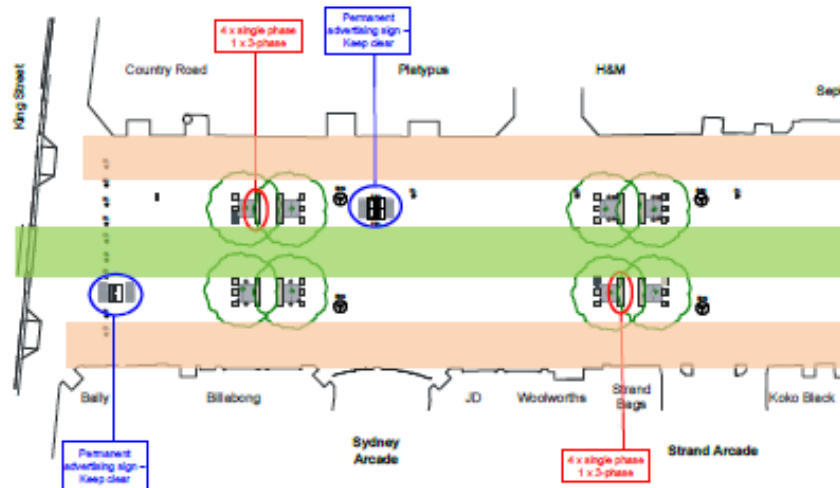 4 x single phase
1 x 3-phase
Permanent
advertising sign –
Keep clear
Country Road
Platypus
H&M
Sep
King Street
Bally
Billabong
JD
Woolworths
Strand
Bags
Koko Black
Sydney
Arcade
Strand Arcade
Permanent
advertising sign –
Keep clear
4 x single phase
1 x 3-phase